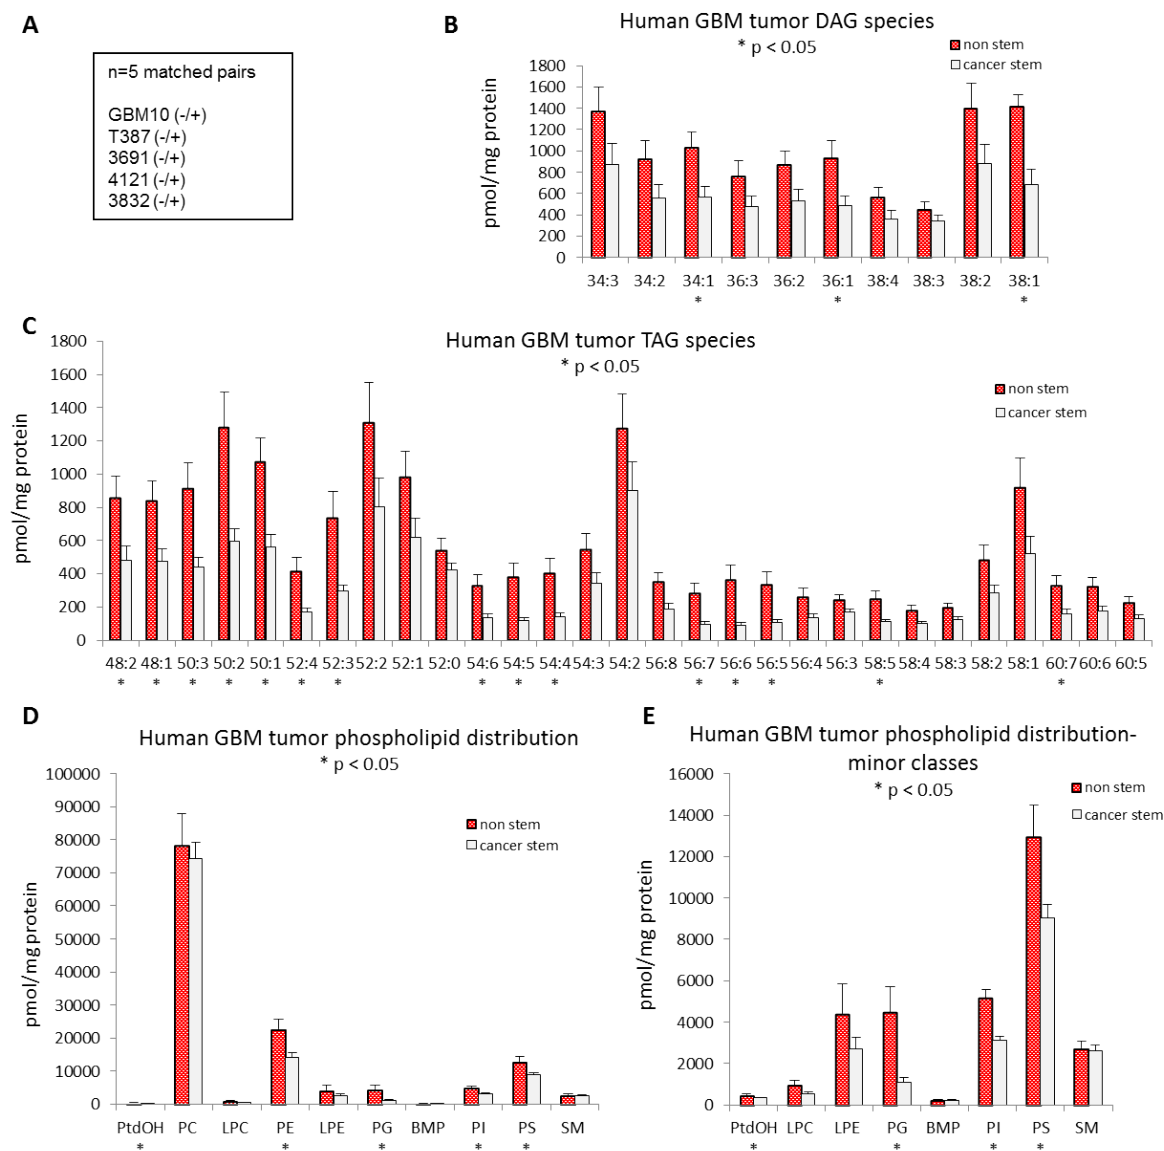 A
n=5 matched pairs
GBM10 (-/+)
T387 (-/+)
3691 (-/+)
4121 (-/+)
3832 (-/+)
B
Human GBM tumor DAG species
* p < 0.05
non stem
cancer stem
pmol/mg protein
1800
1600
1400
1200
1000
800
600
400
200
0
34:3 34:2 34:1 36:3 36:2 36:1 38:4 38:3 38:2 38:1
* * *
C
Human GBM tumor TAG species
* p < 0.05
non stem
cancer stem
pmol/mg protein
1800
1600
1400
1200
1000
800
600
400
200
0
48:2 48:1 50:3 50:2 50:1 52:4 52:3 52:2 52:1 52:0 54:6 54:5 54:4 54:3 54:2 56:8 56:7 56:6 56:5 56:4 56:3 58:5 58:4 58:3 58:2 58:1 60:7 60:6 60:5
* * * * * * * * * * * * * * *
D
Human GBM tumor phospholipid distribution
* p < 0.05
non stem
cancer stem
pmol/mg protein
100000
90000
80000
70000
60000
50000
40000
30000
20000
10000
0
PtdOH PC LPC PE LPE PG BMP PI PS SM
* * * * *
E
Human GBM tumor phospholipid distribution-
minor classes
* p < 0.05
non stem
cancer stem
pmol/mg protein
16000
14000
12000
10000
8000
6000
4000
2000
0
PtdOH LPC LPE PG BMP PI PS SM
* * * *